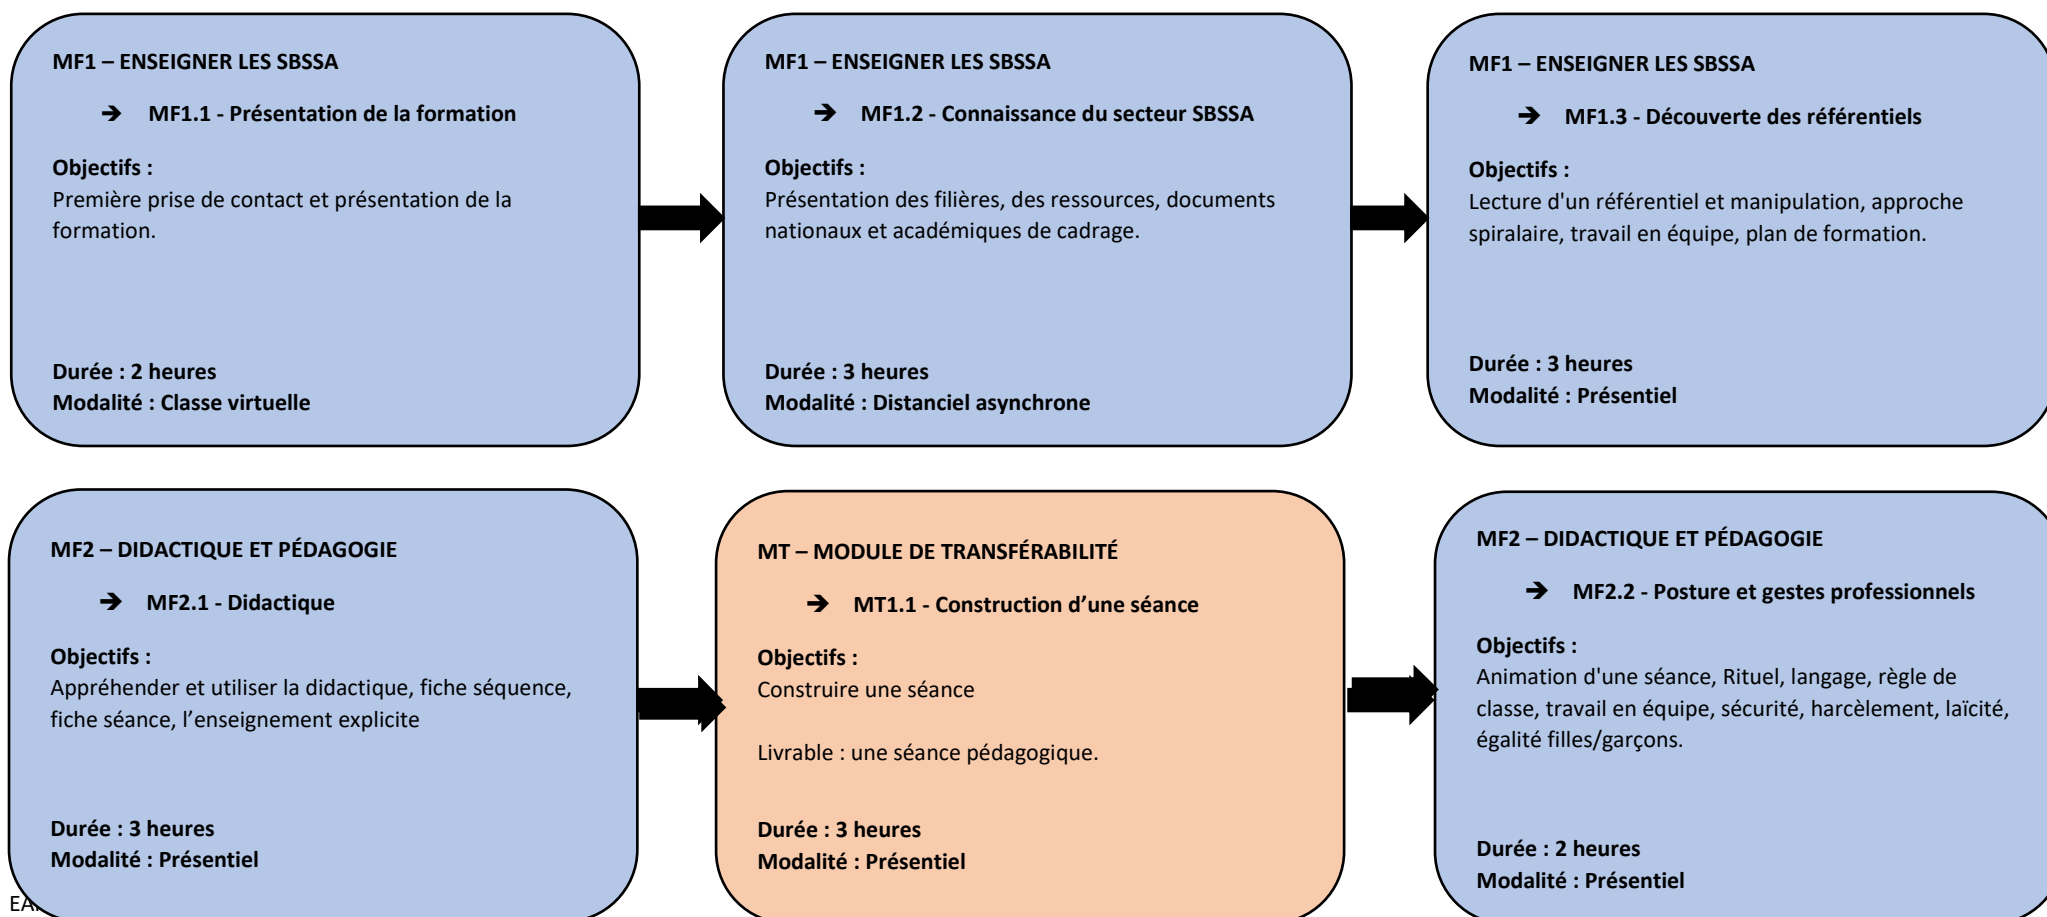 MF1 – ENSEIGNER LES SBSSA
➔ MF1.1 - Présentation de la formation
Objectifs :
Première prise de contact et présentation de la
formation.
Durée : 2 heures
Modalité : Classe virtuelle
MF1 – ENSEIGNER LES SBSSA
➔ MF1.2 - Connaissance du secteur SBSSA
Objectifs :
Présentation des filières, des ressources, documents
nationaux et académiques de cadrage.
Durée : 3 heures
Modalité : Distanciel asynchrone
MF1 – ENSEIGNER LES SBSSA
➔ MF1.3 - Découverte des référentiels
Objectifs :
Lecture d'un référentiel et manipulation, approche
spiralaire, travail en équipe, plan de formation.
Durée : 3 heures
Modalité : Présentiel
MF2 – DIDACTIQUE ET PÉDAGOGIE
➔ MF2.1 - Didactique
Objectifs :
Appréhender et utiliser la didactique, fiche séquence,
fiche séance, l’enseignement explicite
Durée : 3 heures
Modalité : Présentiel
MT – MODULE DE TRANSFÉRABILITÉ
➔ MT1.1 - Construction d’une séance
Objectifs :
Construire une séance
Livrable : une séance pédagogique.
Durée : 3 heures
Modalité : Présentiel
MF2 – DIDACTIQUE ET PÉDAGOGIE
➔ MF2.2 - Posture et gestes professionnels
Objectifs :
Animation d'une séance, Rituel, langage, règle de
classe, travail en équipe, sécurité, harcèlement, laïcité,
égalité filles/garçons.
Durée : 2 heures
Modalité : Présentiel